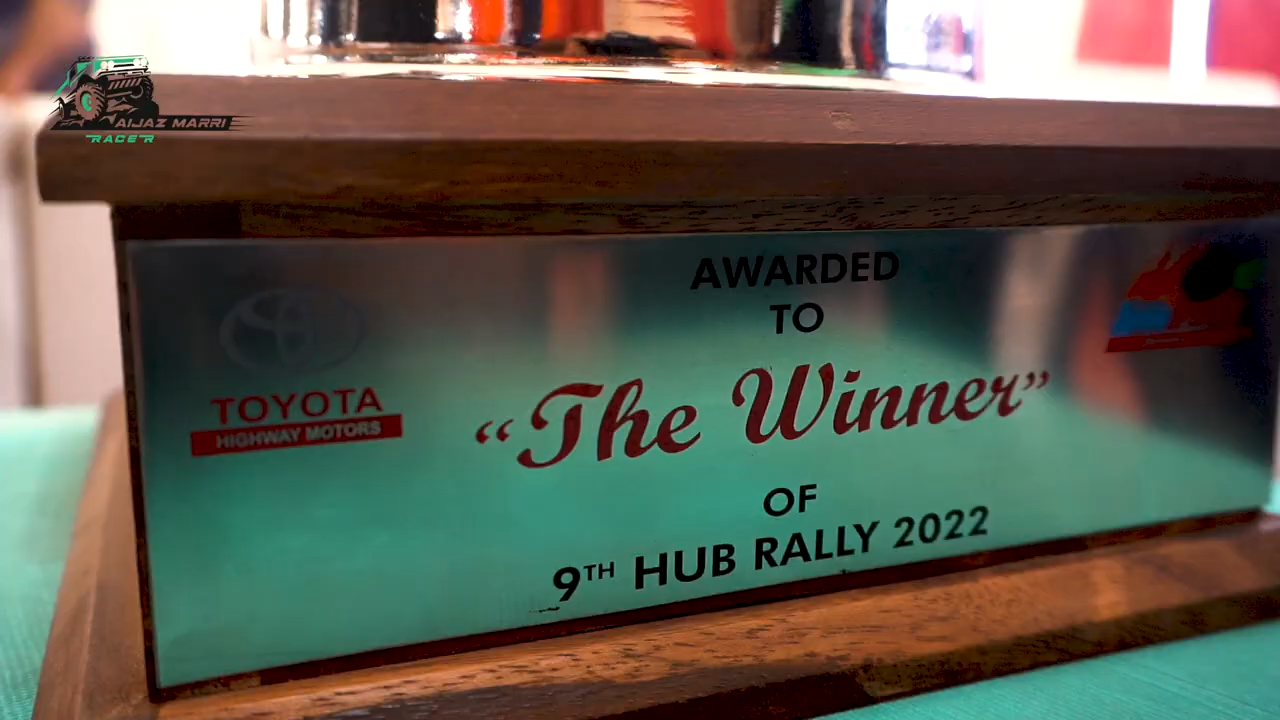 AIJAZ MARRI
RACER
AWARDED
TO
TOYOTA
HIGHWAY MOTORS
“The Winner”
OF
9TH HUB RALLY 2022